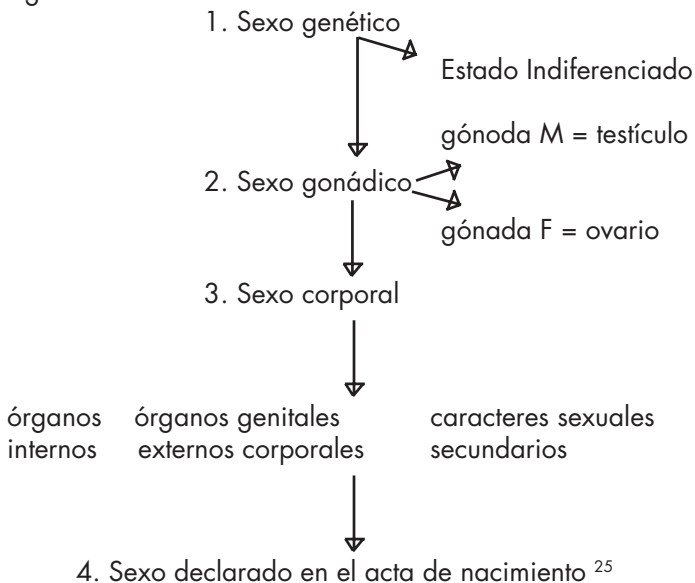 1. Sexo genético
Estado Indiferenciado
gónoda M = testículo
2. Sexo gonádico
gónada F = ovario
3. Sexo corporal
órganos órganos genitales caracteres sexuales
internos externos corporales secundarios
4. Sexo declarado en el acta de nacimiento 25